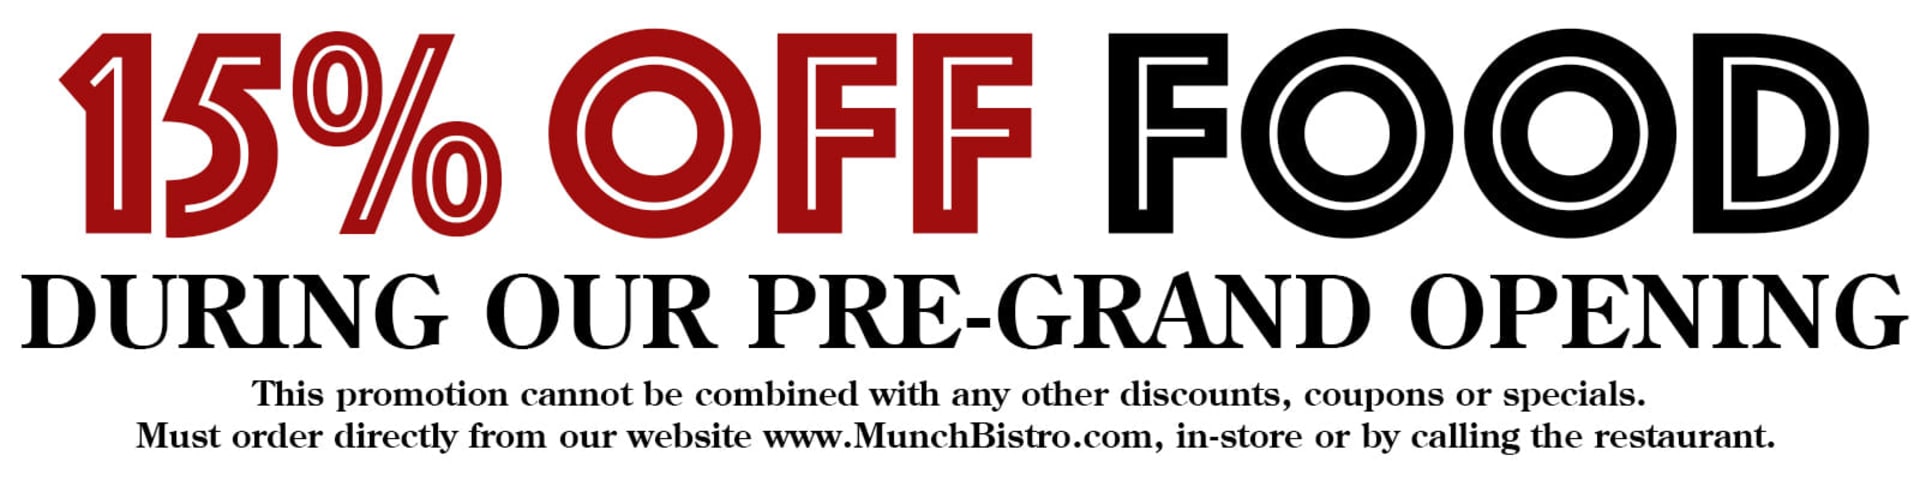 15% OFF FOOD
DURING OUR PRE-GRAND OPENING
This promotion cannot be combined with any other discounts, coupons or specials.
Must order directly from our website www.MunchBistro.com, in-store or by calling the restaurant.